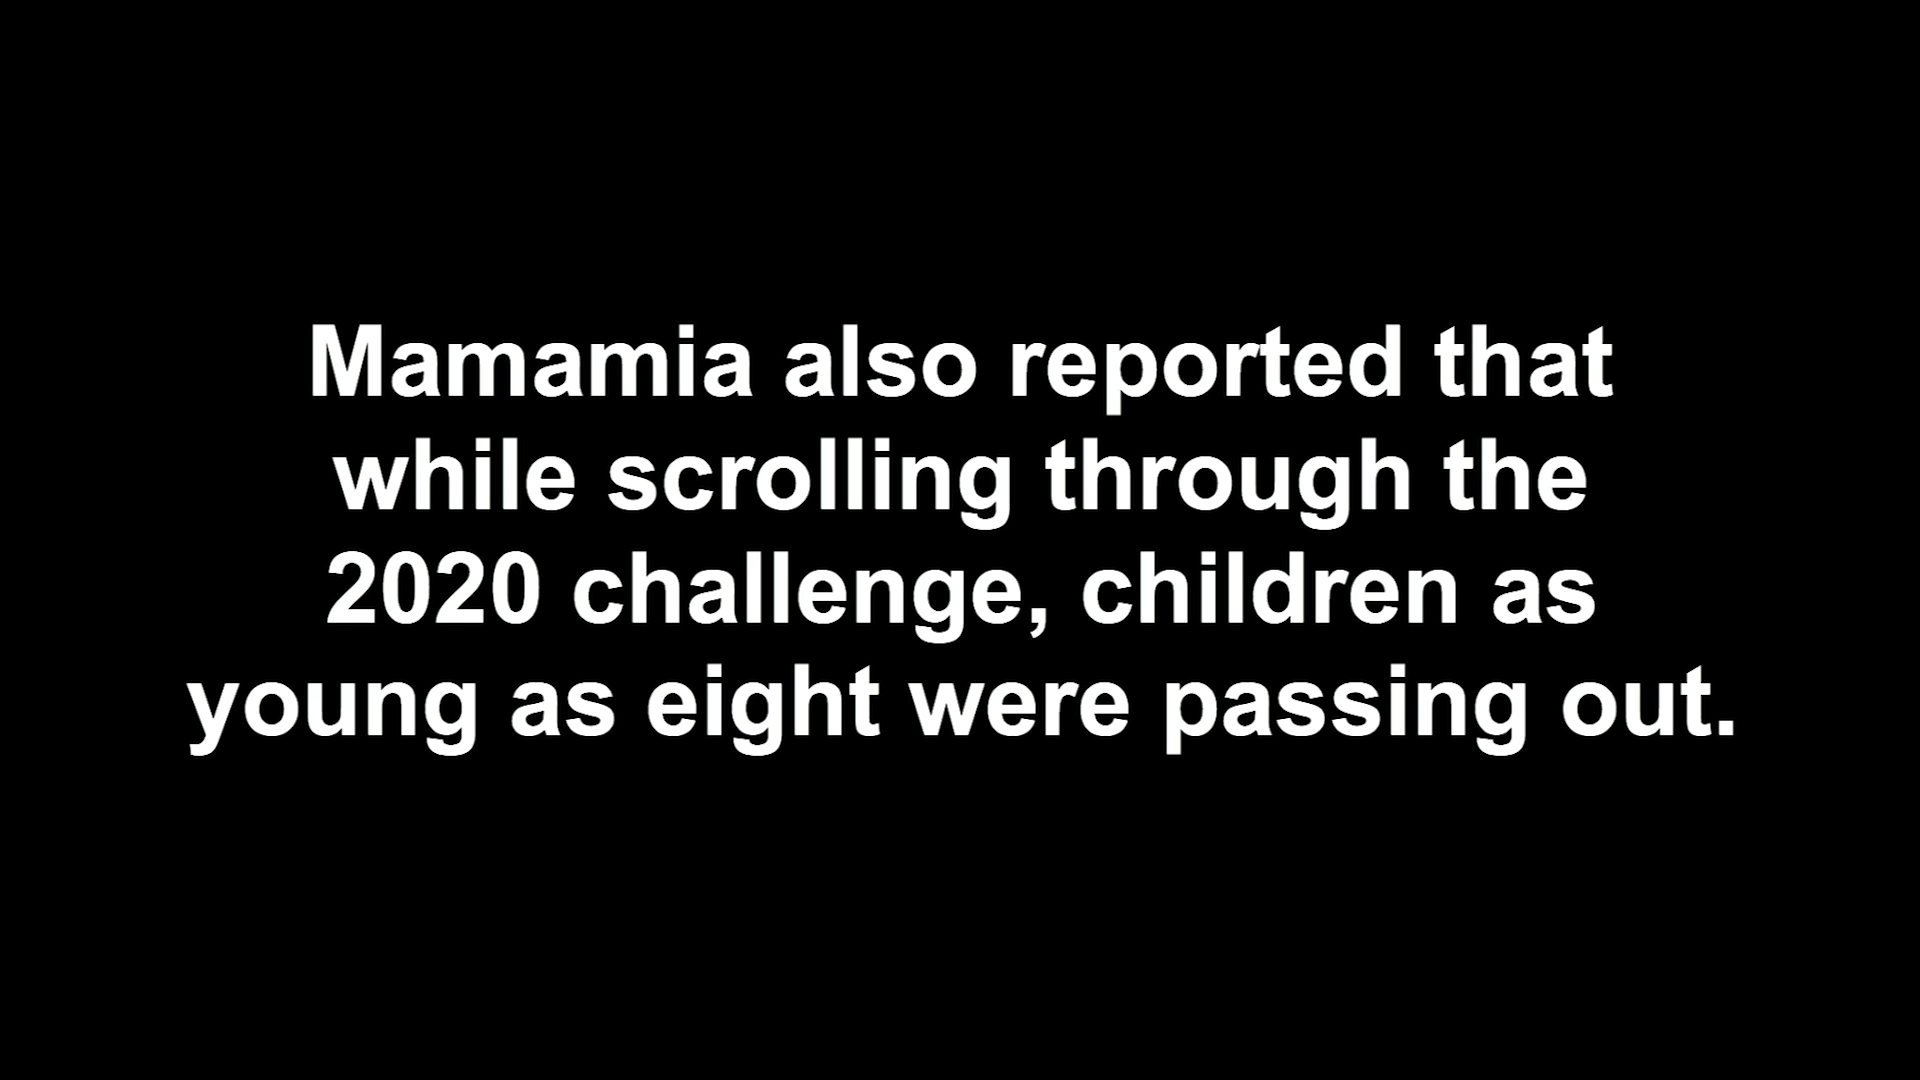 Mamamia also reported that
while scrolling through the
2020 challenge, children as
young as eight were passing out.